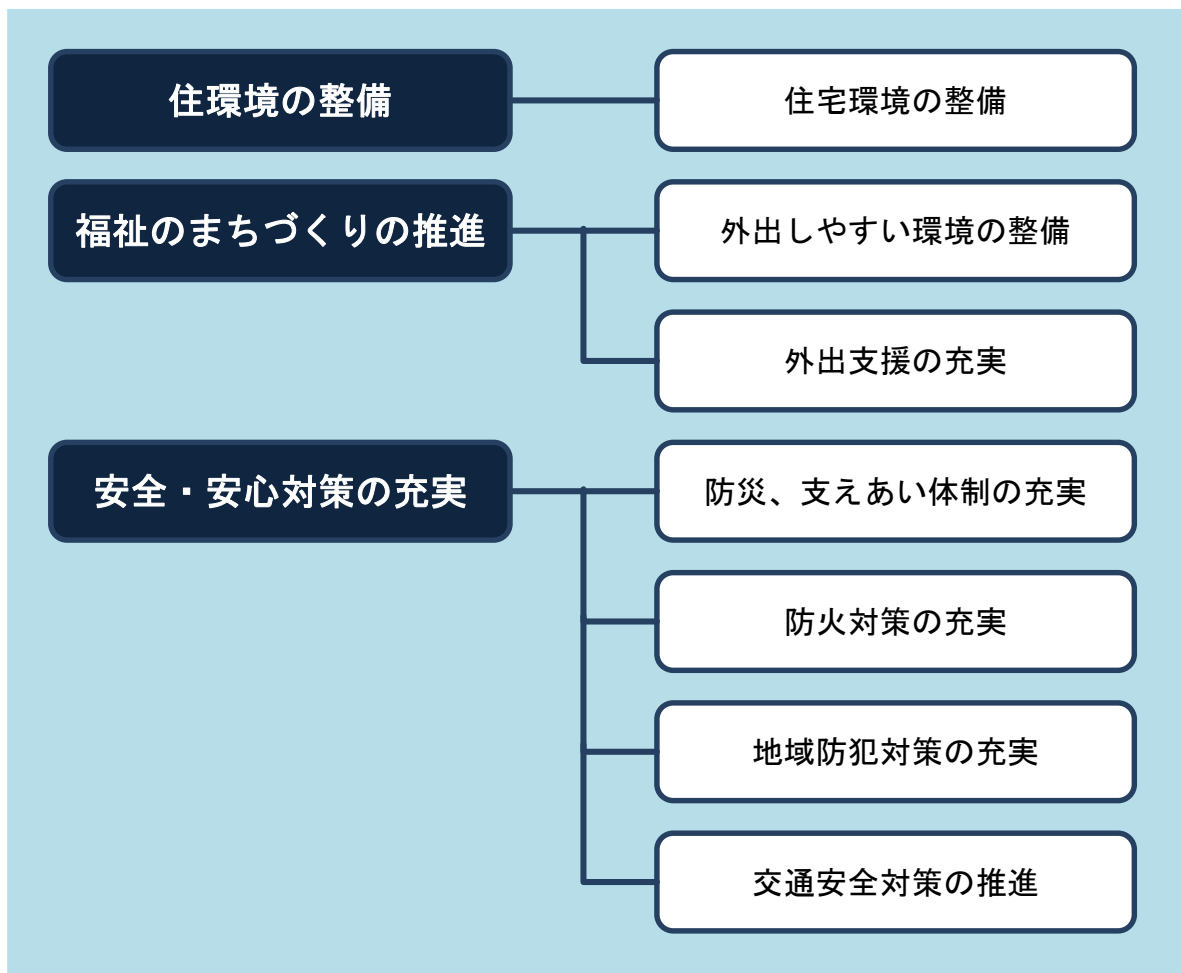 住環境の整備
住宅環境の整備
福祉のまちづくりの推進
外出しやすい環境の整備
外出支援の充実
安全・安心対策の充実
防災、支えあい体制の充実
防火対策の充実
地域防犯対策の充実
交通安全対策の推進